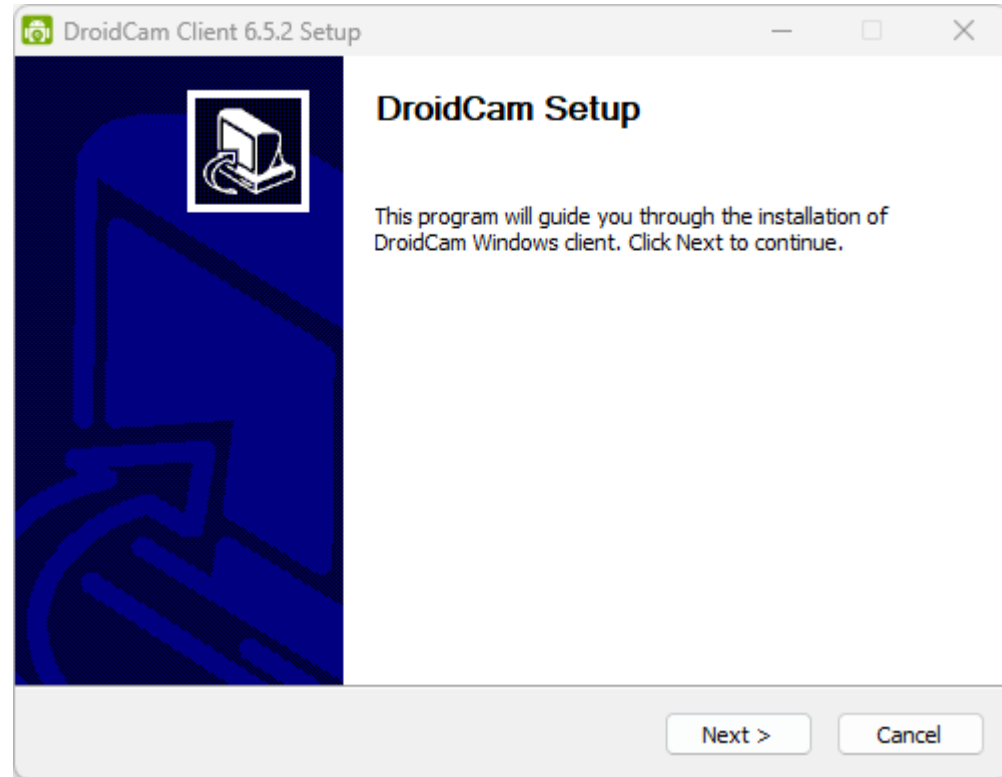 DroidCam Client 6.5.2 Setup
DroidCam Setup
This program will guide you through the installation of
DroidCam Windows client. Click Next to continue.
Next >
Cancel